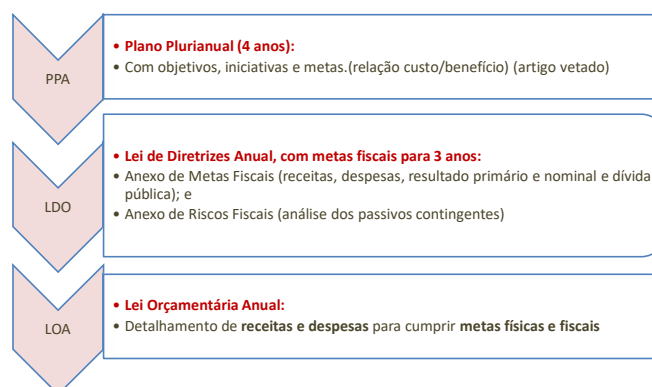 PPA
• Plano Plurianual (4 anos):
• Com objetivos, iniciativas e metas.(relação custo/benefício) (artigo vetado)
LDO
• Lei de Diretrizes Anual, com metas fiscais para 3 anos:
• Anexo de Metas Fiscais (receitas, despesas, resultado primário e nominal e dívida
pública); e
• Anexo de Riscos Fiscais (análise dos passivos contingentes)
LOA
• Lei Orçamentária Anual:
• Detalhamento de receitas e despesas para cumprir metas físicas e fiscais